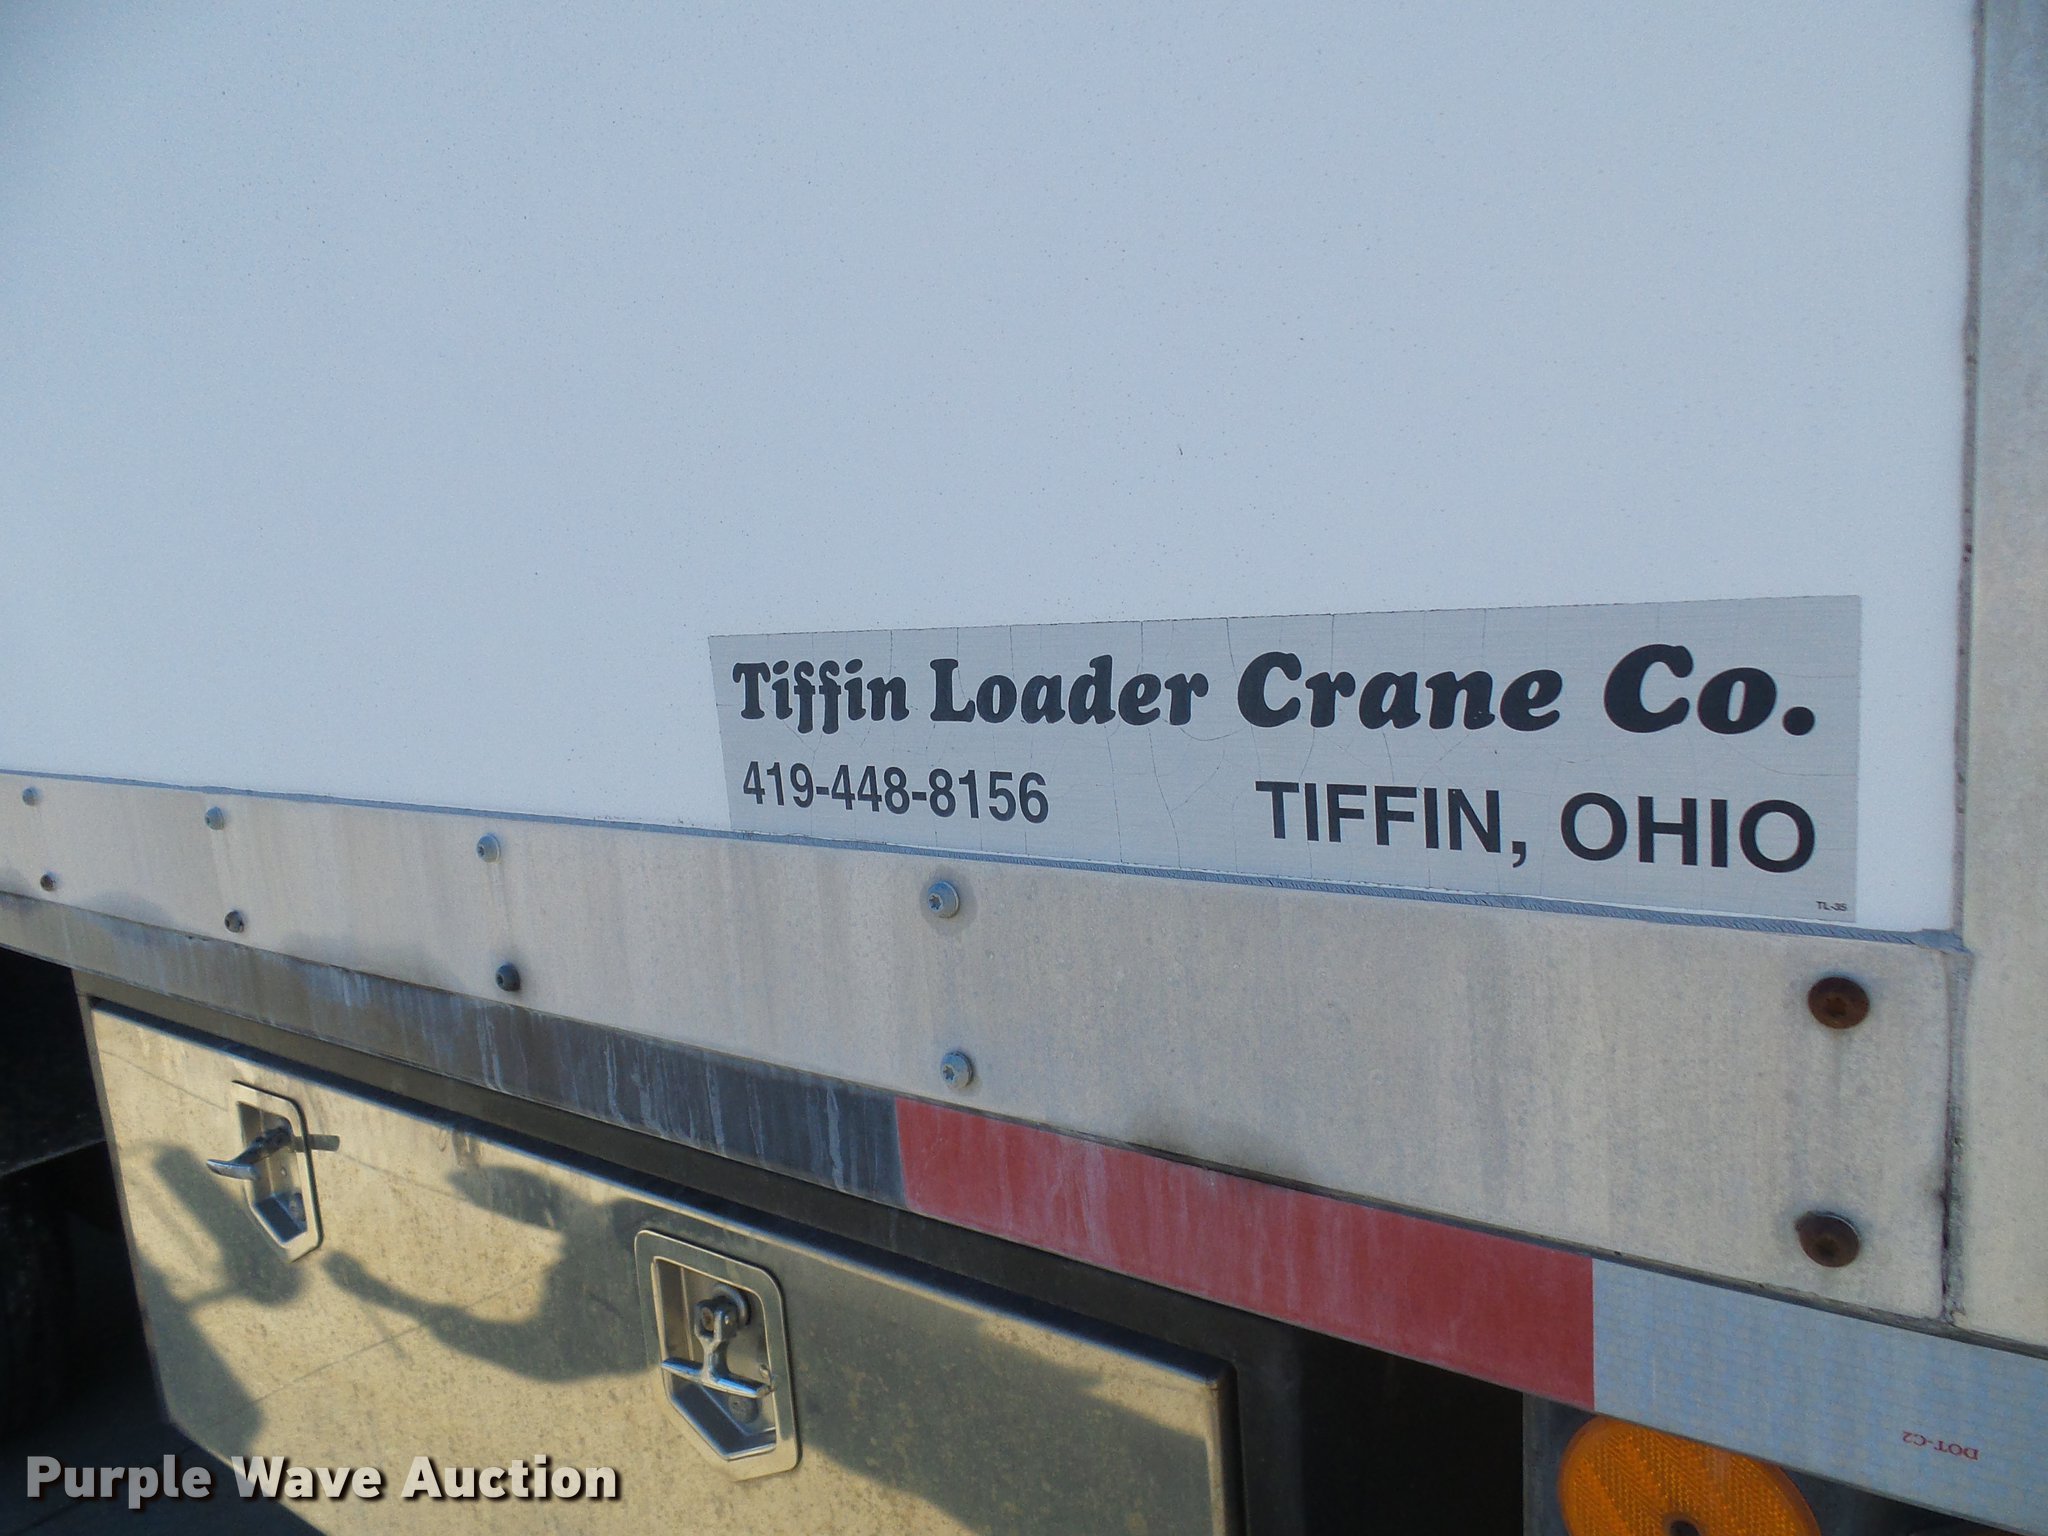 Tiffin Loader Crane Co.
419-448-8156 TIFFIN, OHIO
TL-35
DOT-C2
Purple Wave Auction